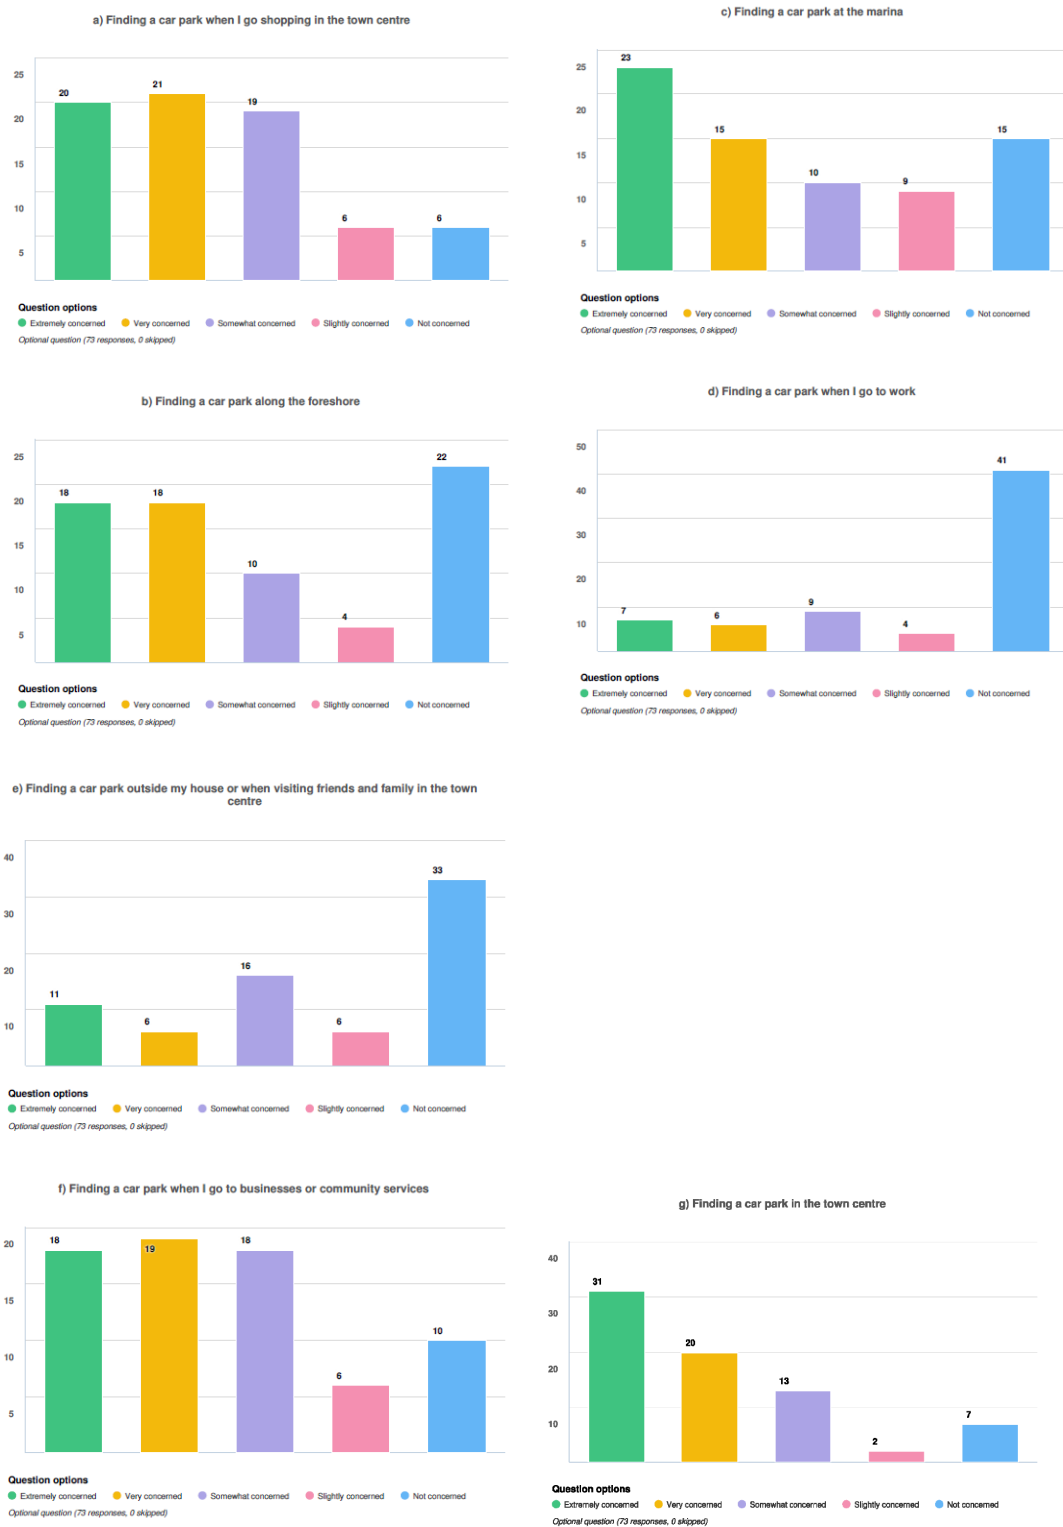 a) Finding a car park when I go shopping in the town centre
25
20
15
10
5
20
21
19
6
6
Question options
Extremely concerned Very concerned Somewhat concerned Slightly concerned Not concerned
Optional question (73 responses, 0 skipped)
c) Finding a car park at the marina
25
20
15
10
5
23
15
10
9
15
Question options
Extremely concerned Very concerned Somewhat concerned Slightly concerned Not concerned
Optional question (73 responses, 0 skipped)
b) Finding a car park along the foreshore
25
20
15
10
5
18
18
10
4
22
Question options
Extremely concerned Very concerned Somewhat concerned Slightly concerned Not concerned
Optional question (73 responses, 0 skipped)
d) Finding a car park when I go to work
50
40
30
20
10
7
6
9
4
41
Question options
Extremely concerned Very concerned Somewhat concerned Slightly concerned Not concerned
Optional question (73 responses, 0 skipped)
e) Finding a car park outside my house or when visiting friends and family in the town
centre
40
30
20
10
11
6
16
6
33
Question options
Extremely concerned Very concerned Somewhat concerned Slightly concerned Not concerned
Optional question (73 responses, 0 skipped)
f) Finding a car park when I go to businesses or community services
20
15
10
5
18
19
18
6
10
Question options
Extremely concerned Very concerned Somewhat concerned Slightly concerned Not concerned
Optional question (73 responses, 0 skipped)
g) Finding a car park in the town centre
40
30
20
10
31
20
13
2
7
Question options
Extremely concerned Very concerned Somewhat concerned Slightly concerned Not concerned
Optional question (73 responses, 0 skipped)